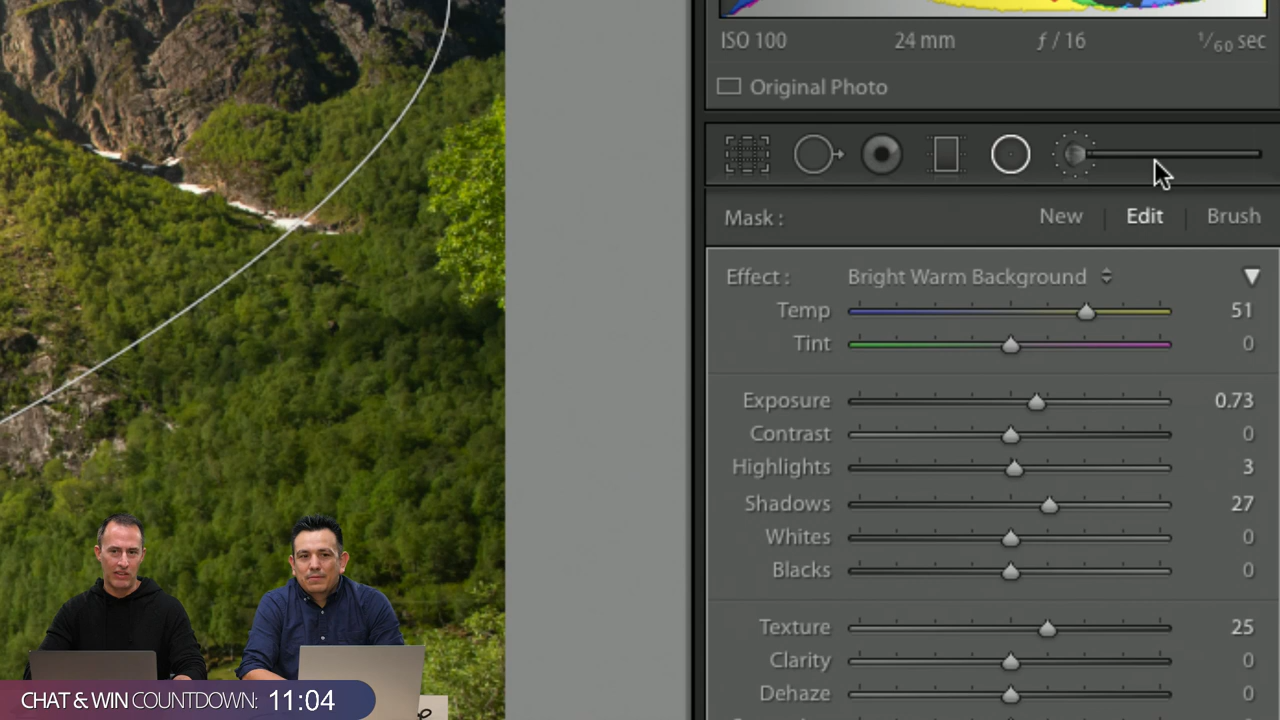 ISO 100 24 mm ƒ / 16 1/60 sec
Original Photo
Mask : New | Edit | Brush
Effect : Bright Warm Background
Temp 51
Tint 0
Exposure 0.73
Contrast 0
Highlights 3
Shadows 27
Whites 0
Blacks 0
Texture 25
Clarity 0
Dehaze 0
CHAT & WIN COUNTDOWN: 11:04